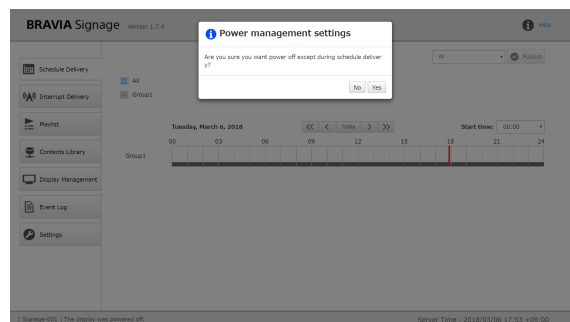 BRAVIA Signage Version 1.7.4
Help
Power management settings
Are you sure you want power off except during schedule deliver
y?
No Yes
All Publish
Schedule Delivery
Interrupt Delivery
Playlist
Contents Library
Display Management
Event Log
Settings
All
Group1
Tuesday, March 6, 2018 << < Today > >> Start time: 00:00
00 03 06 09 12 15 18 21 24
Group1
| Signage-001 | The display was powered off. Server Time : 2018/03/06 17:53 +09:00